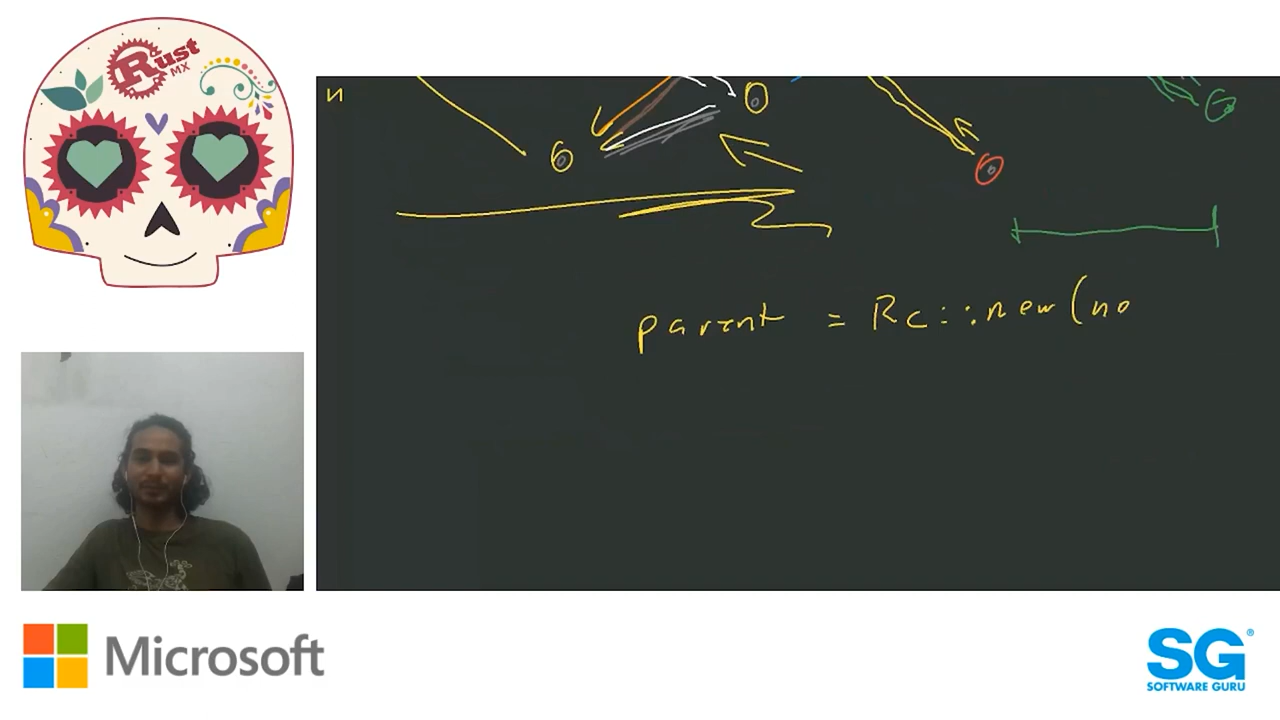 Rust
MX
n
parent = Rc::new(no
Microsoft
SG
SOFTWARE GURU